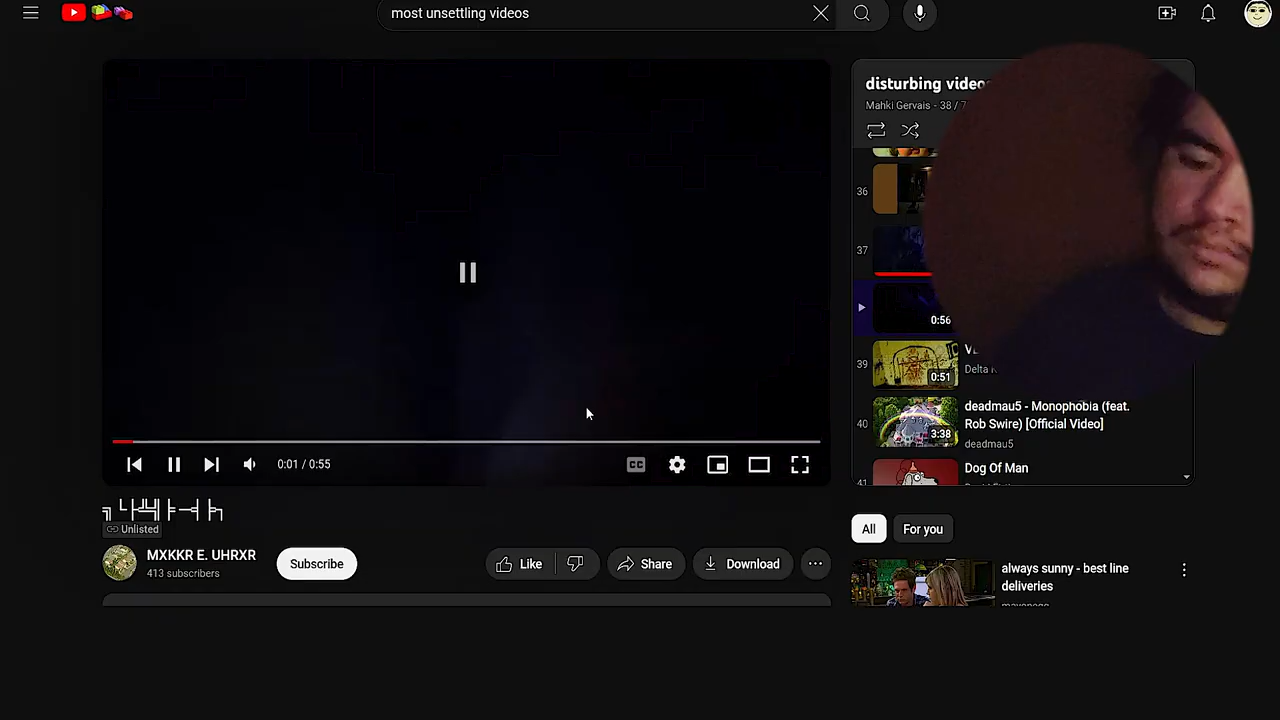 most unsettling videos
disturbing video
Mahki Gervais - 38 / 7
36
37
0:56
39
0:51
Delta
40
3:38
deadmau5 - Monophobia (feat.
Rob Swire) [Official Video]
deadmau5
41
Dog Of Man
0:01 / 0:55
CC
Unlisted
MXKKR E. UHRXR
413 subscribers
Subscribe
Like
Share
Download
All
For you
always sunny - best line
deliveries